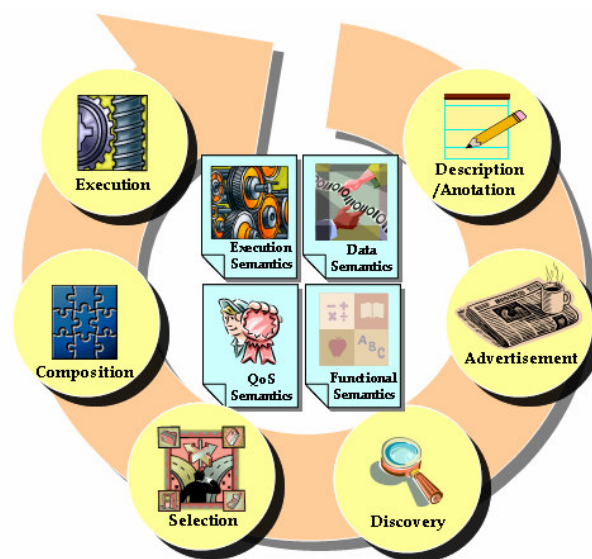 Execution
Description
/Anotation
Execution
Semantics
Data
Semantics
Composition
QoS
Semantics
Functional
Semantics
Advertisement
Selection
Discovery